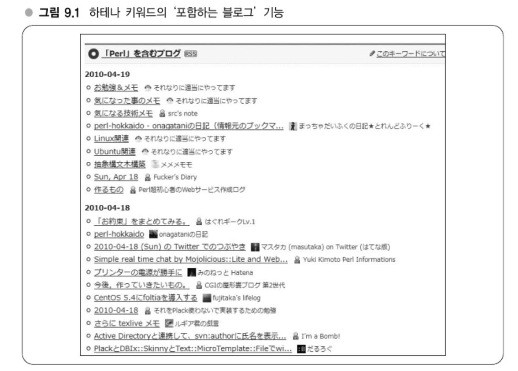 그림 9.1 하테나 키워드의 '포함하는 블로그' 기능
「Perl」を含むブログ RSS
このキーワードについて
2010-04-19
お勉強&メモ それなりに適当にやってます
気になった事のメモ それなりに適当にやってます
気になる技術メモ src's note
perl-hokkaido - onagataniの日記（情報元のブックマ... まっちゃだいふくの日記★とれんどふりーく★
Linux関連 それなりに適当にやってます
Ubuntu関連 それなりに適当にやってます
抽象構文木構築 メメメモモ
Sun, Apr 18 Fucker's Diary
作るもの Perl超初心者のWebサービス作成ログ
2010-04-18
「お約束」をまとめてみる。 はぐれギークLv.1
perl-hokkaido onagataniの日記
2010-04-18 (Sun) の Twitter でのつぶやき マスタカ (masutaka) on Twitter (はてな版)
Simple real time chat by Mojolicious::Lite and Web... Yuki Kimoto Perl Informations
プリンターの電源が勝手に みのねっと Hatena
今後，作っていきたいもの。 CGIの屋形裏ブログ 第2世代
CentOS 5.4にfoltiaを導入する fujitaka's lifelog
2010-04-18 それをPlack使わないで実装するための勉強
さらに texlive メモ ルギア君の戯言
Active Directoryと連携して、svn:authorに氏名を表示... I'm a Bomb!
PlackとDBIx::SkinnyとText::MicroTemplate::Fileでwi... だるろぐ